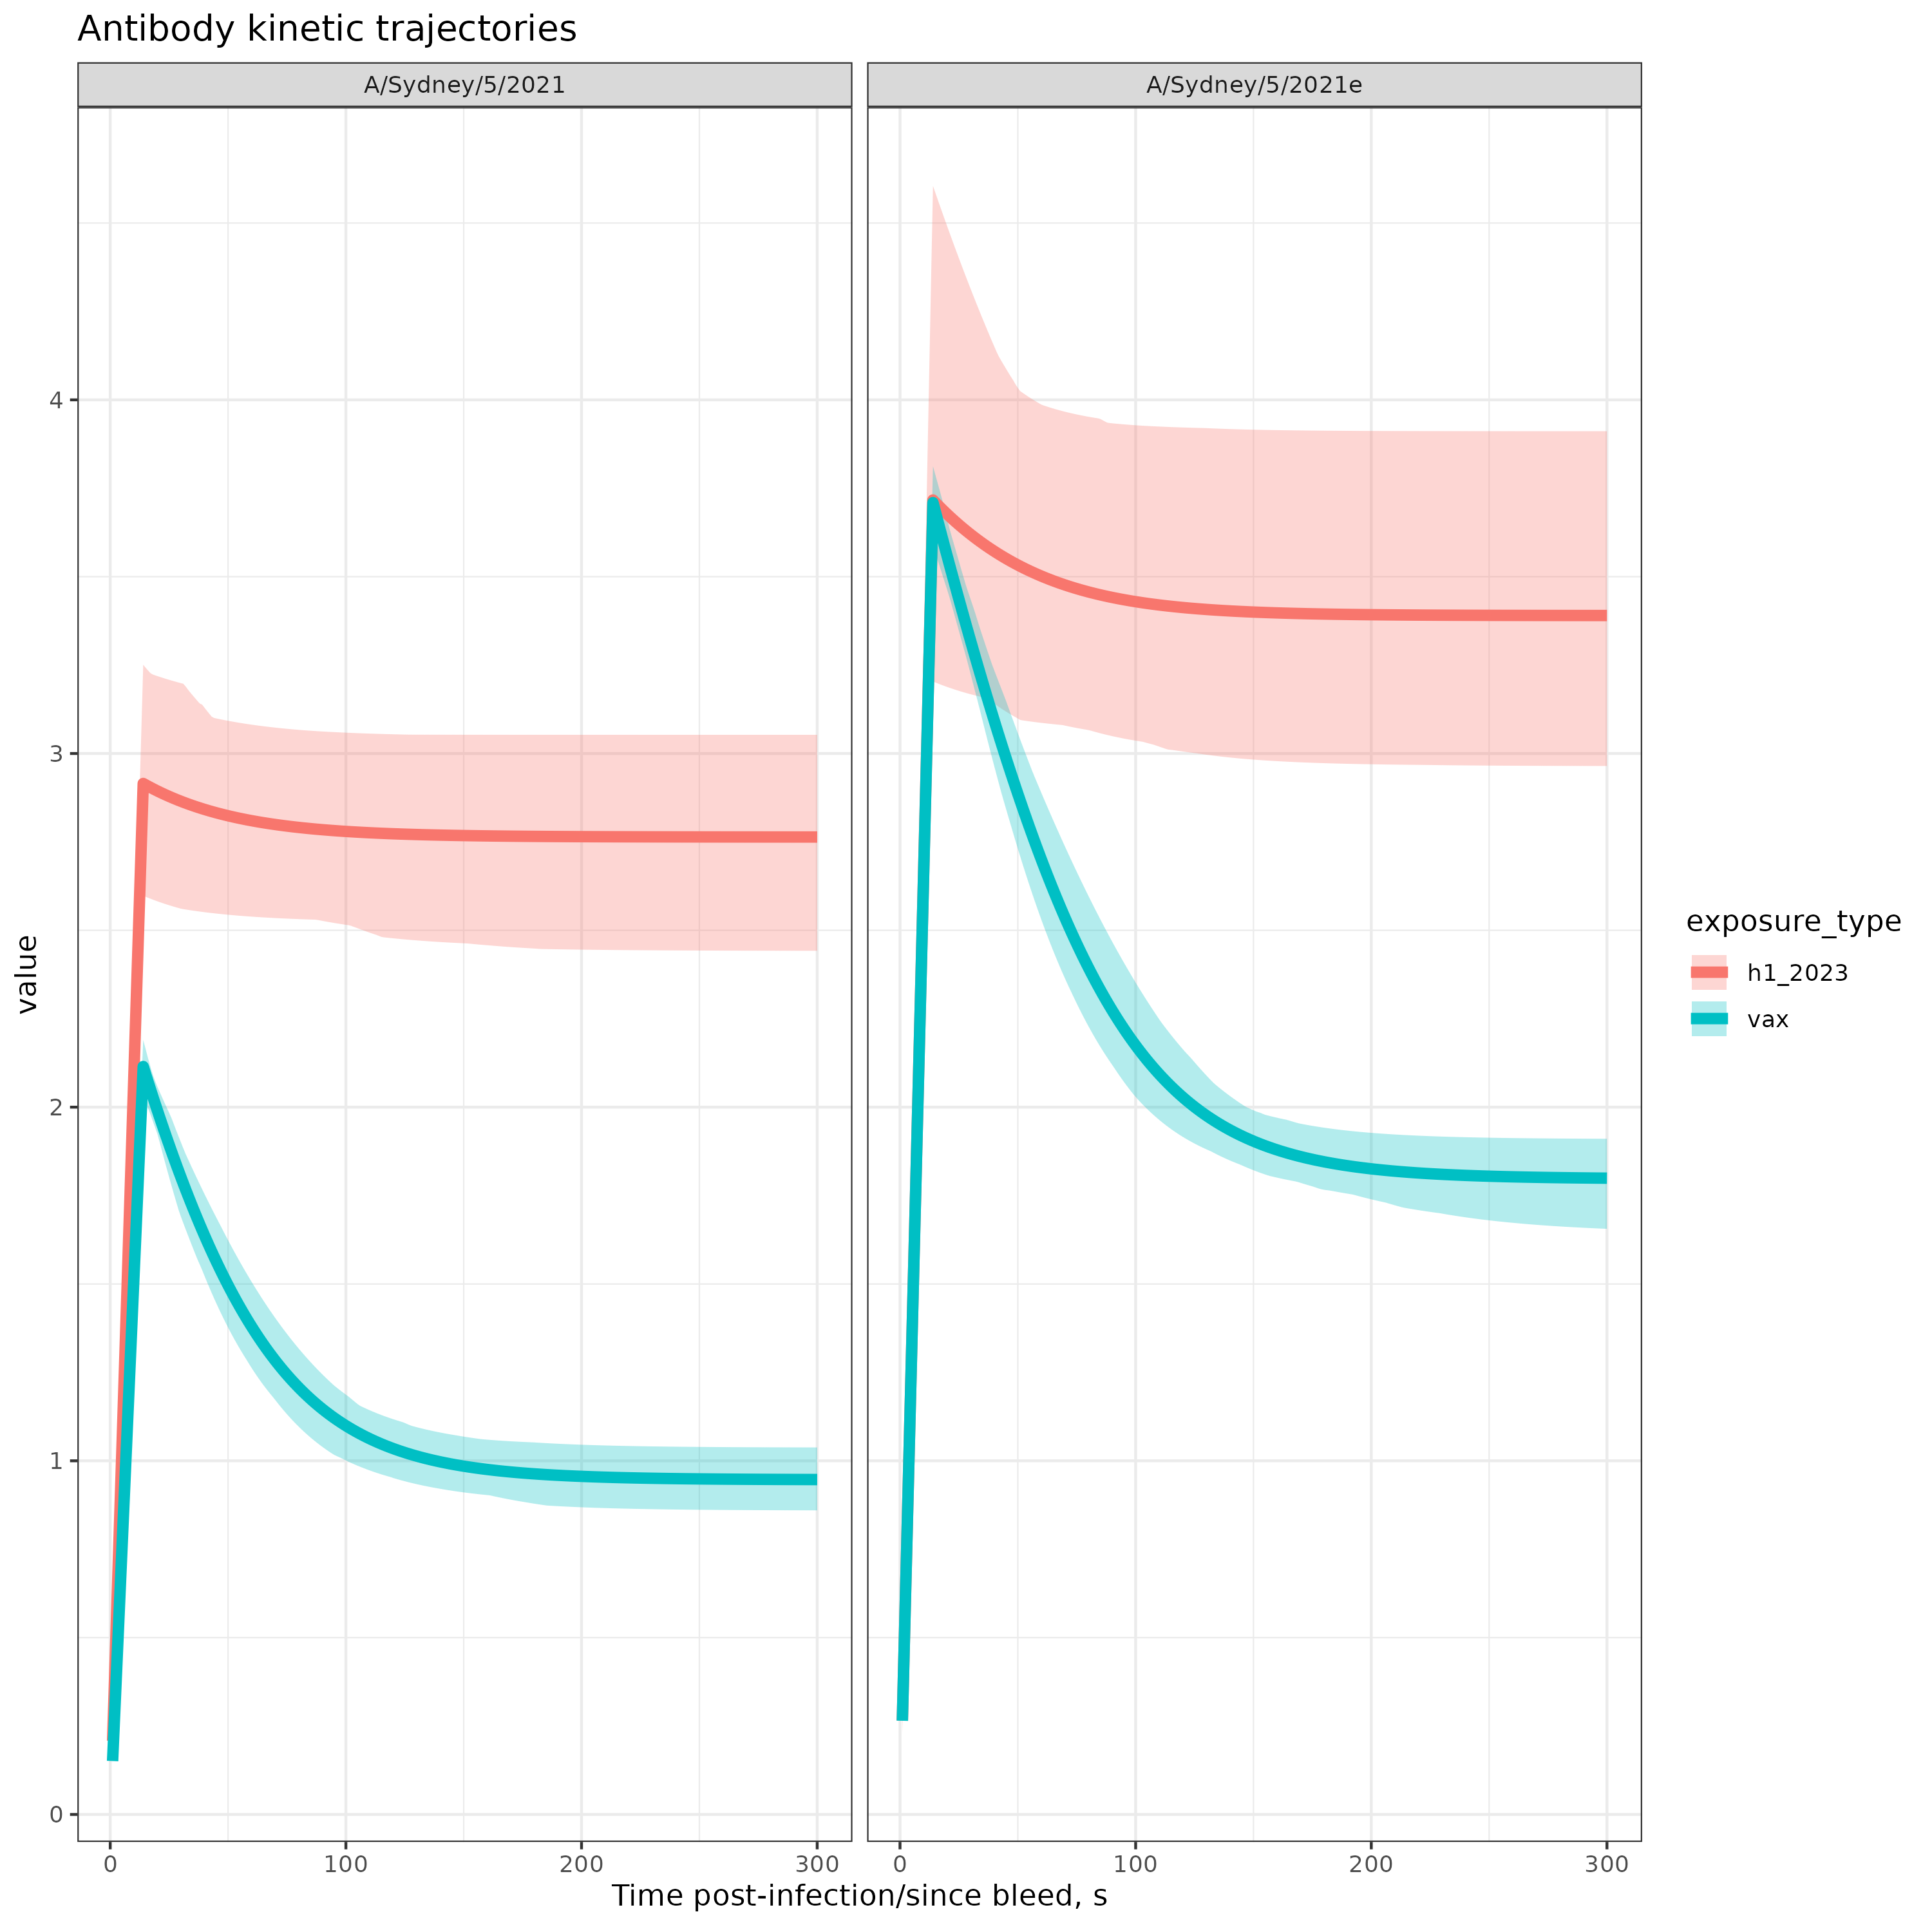 Antibody kinetic trajectories
A/Sydney/5/2021
A/Sydney/5/2021e
value
4
3
2
1
0
0
100
200
300
0
100
200
300
Time post-infection/since bleed, s
exposure_type
h1_2023
vax